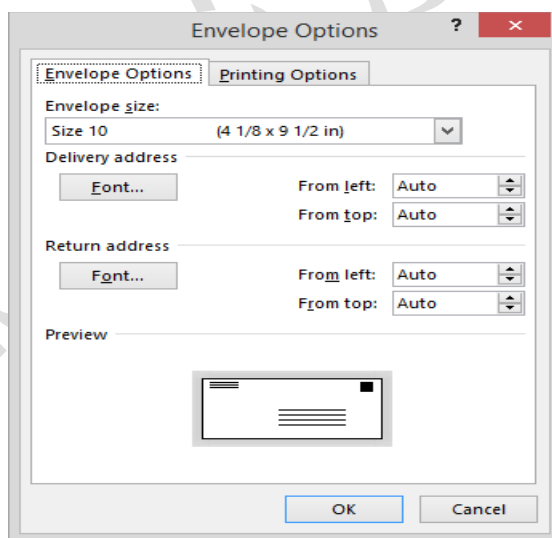 Envelope Options ? ×
Envelope Options Printing Options
Envelope size:
Size 10 (4 1/8 x 9 1/2 in)
Delivery address
Font... From left: Auto
From top: Auto
Return address
Font... From left: Auto
From top: Auto
Preview
OK Cancel